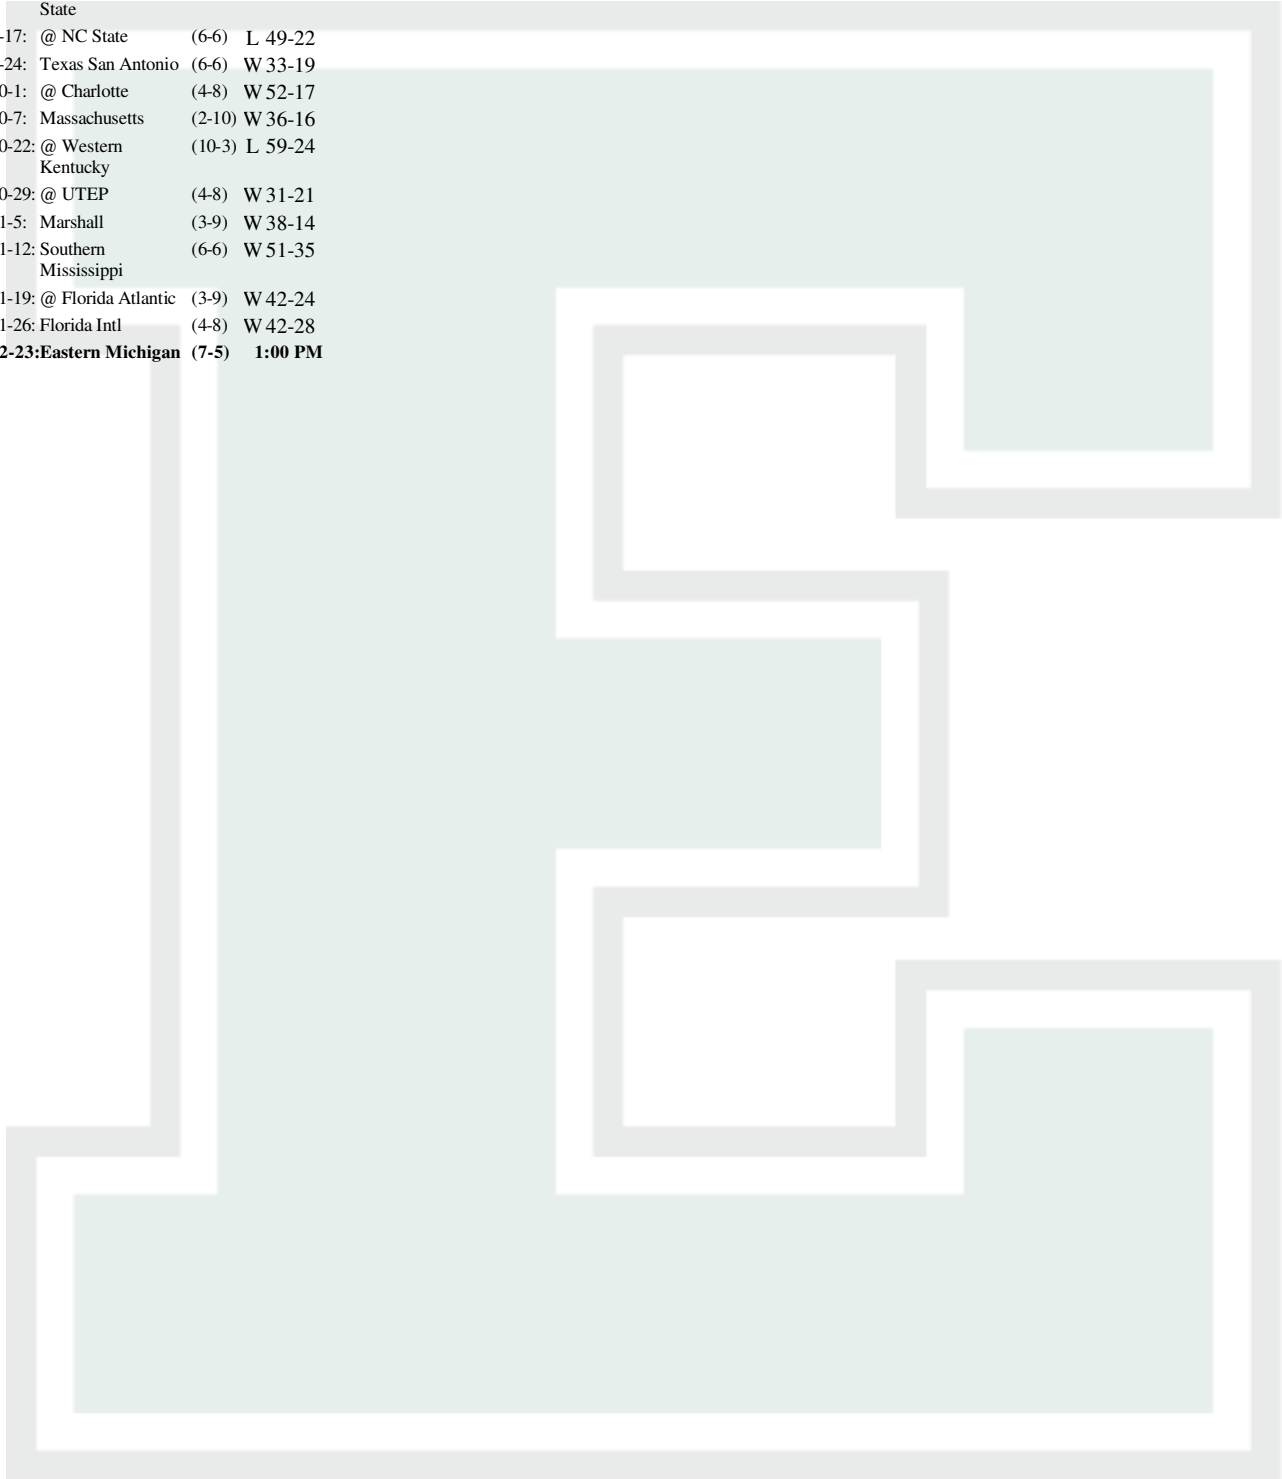 State
-17: @ NC State (6-6) L 49-22
-24: Texas San Antonio (6-6) W 33-19
0-1: @ Charlotte (4-8) W 52-17
0-7: Massachusetts (2-10) W 36-16
0-22: @ Western (10-3) L 59-24
Kentucky
0-29: @ UTEP (4-8) W 31-21
1-5: Marshall (3-9) W 38-14
1-12: Southern (6-6) W 51-35
Mississippi
1-19: @ Florida Atlantic (3-9) W 42-24
1-26: Florida Intl (4-8) W 42-28
2-23: Eastern Michigan (7-5) 1:00 PM